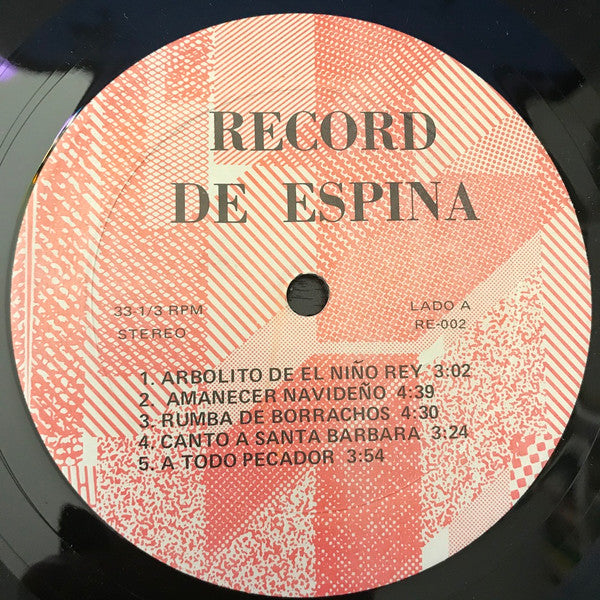 RECORD
DE ESPINA
33-1/3 RPM
STEREO
LADO A
RE-002
1. ARBOLITO DE EL NIÑO REY 3:02
2. AMANECER NAVIDEÑO 4:39
3. RUMBA DE BORRACHOS 4:30
4. CANTO A SANTA BARBARA 3:24
5. A TODO PECADOR 3:54